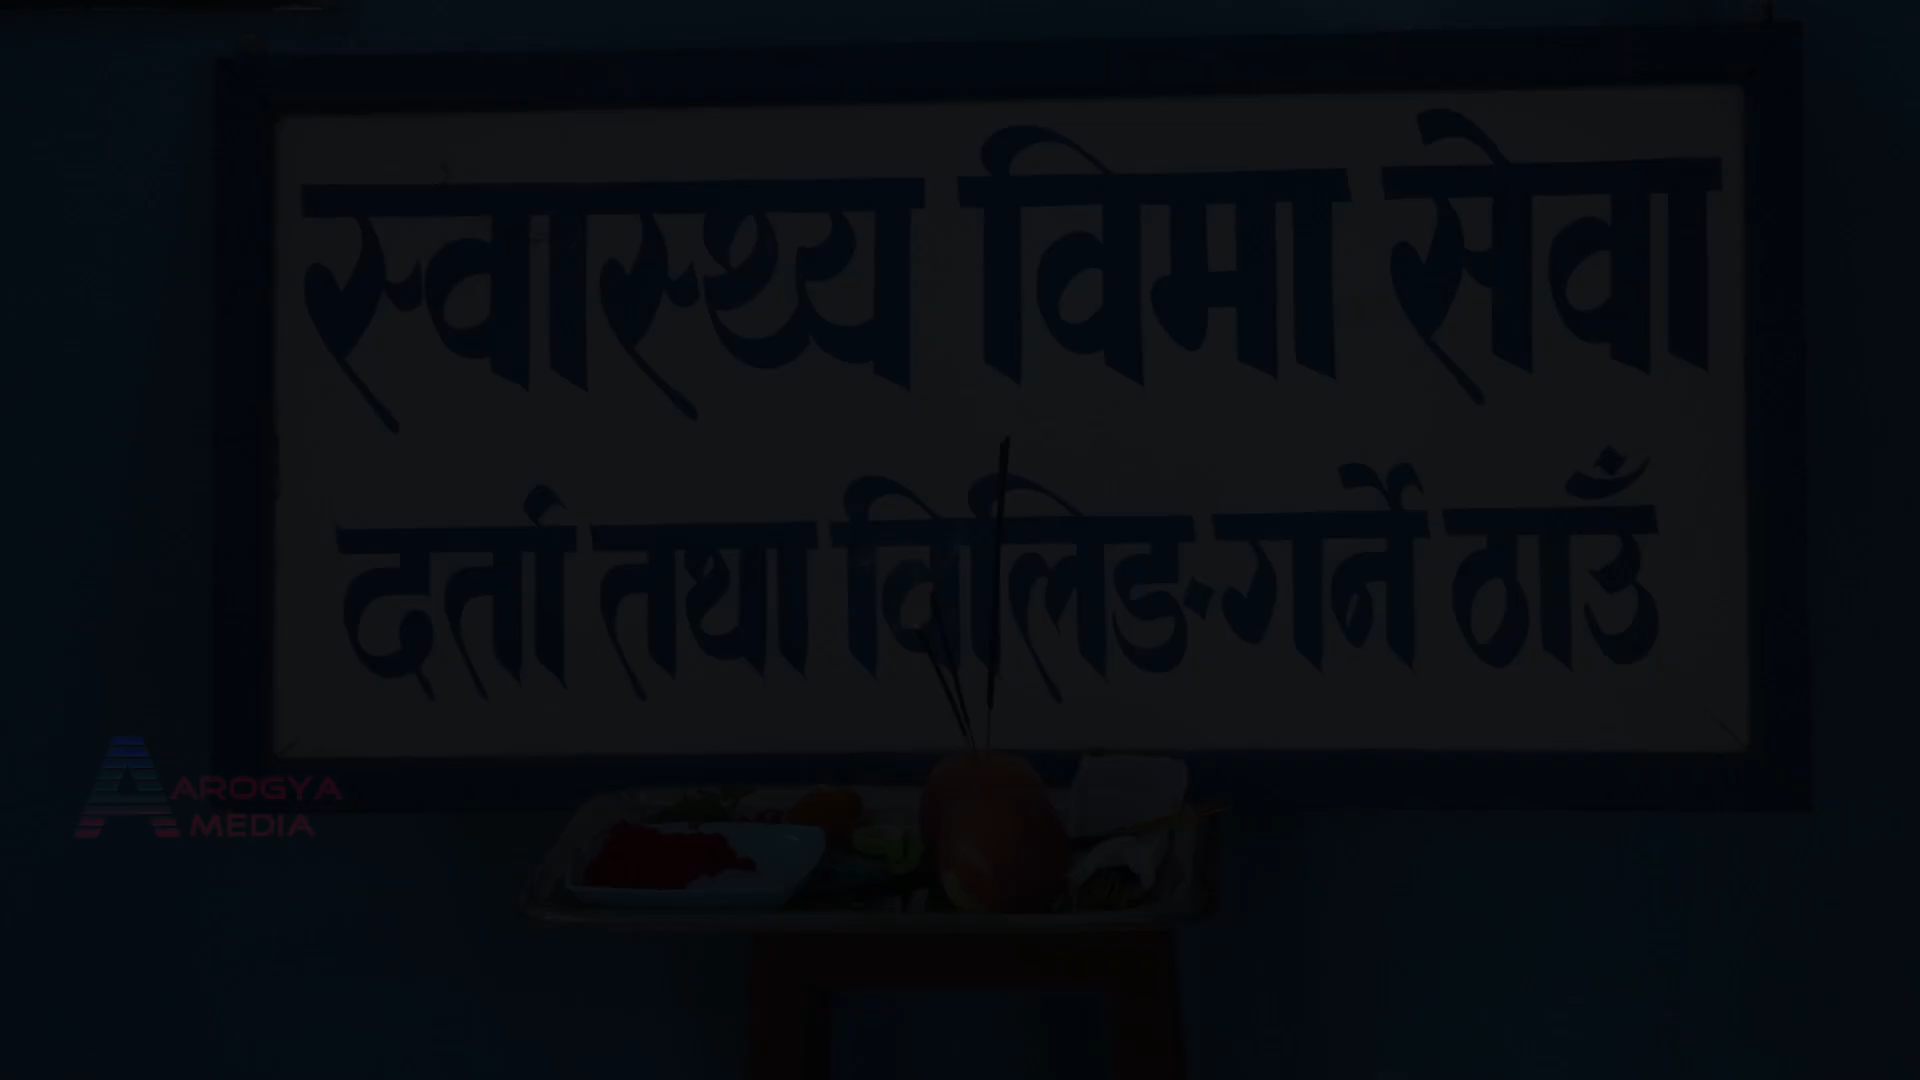 स्वास्थ्य विमा सेवा
दर्ता तथा विलिङ गर्ने ठाउँ
AROGYA
MEDIA